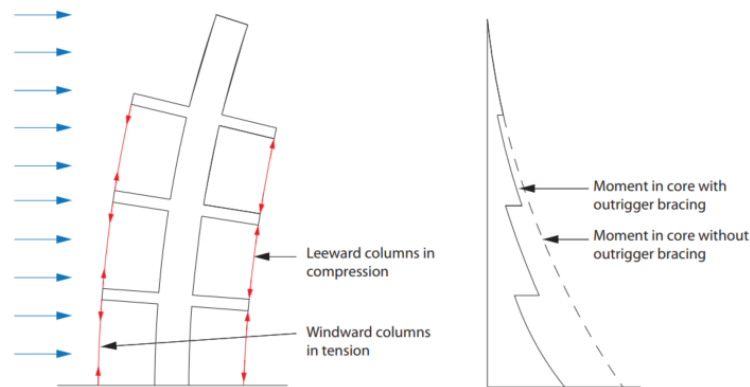 Moment in core with
outrigger bracing
Moment in core without
outrigger bracing
Leeward columns in
compression
Windward columns
in tension